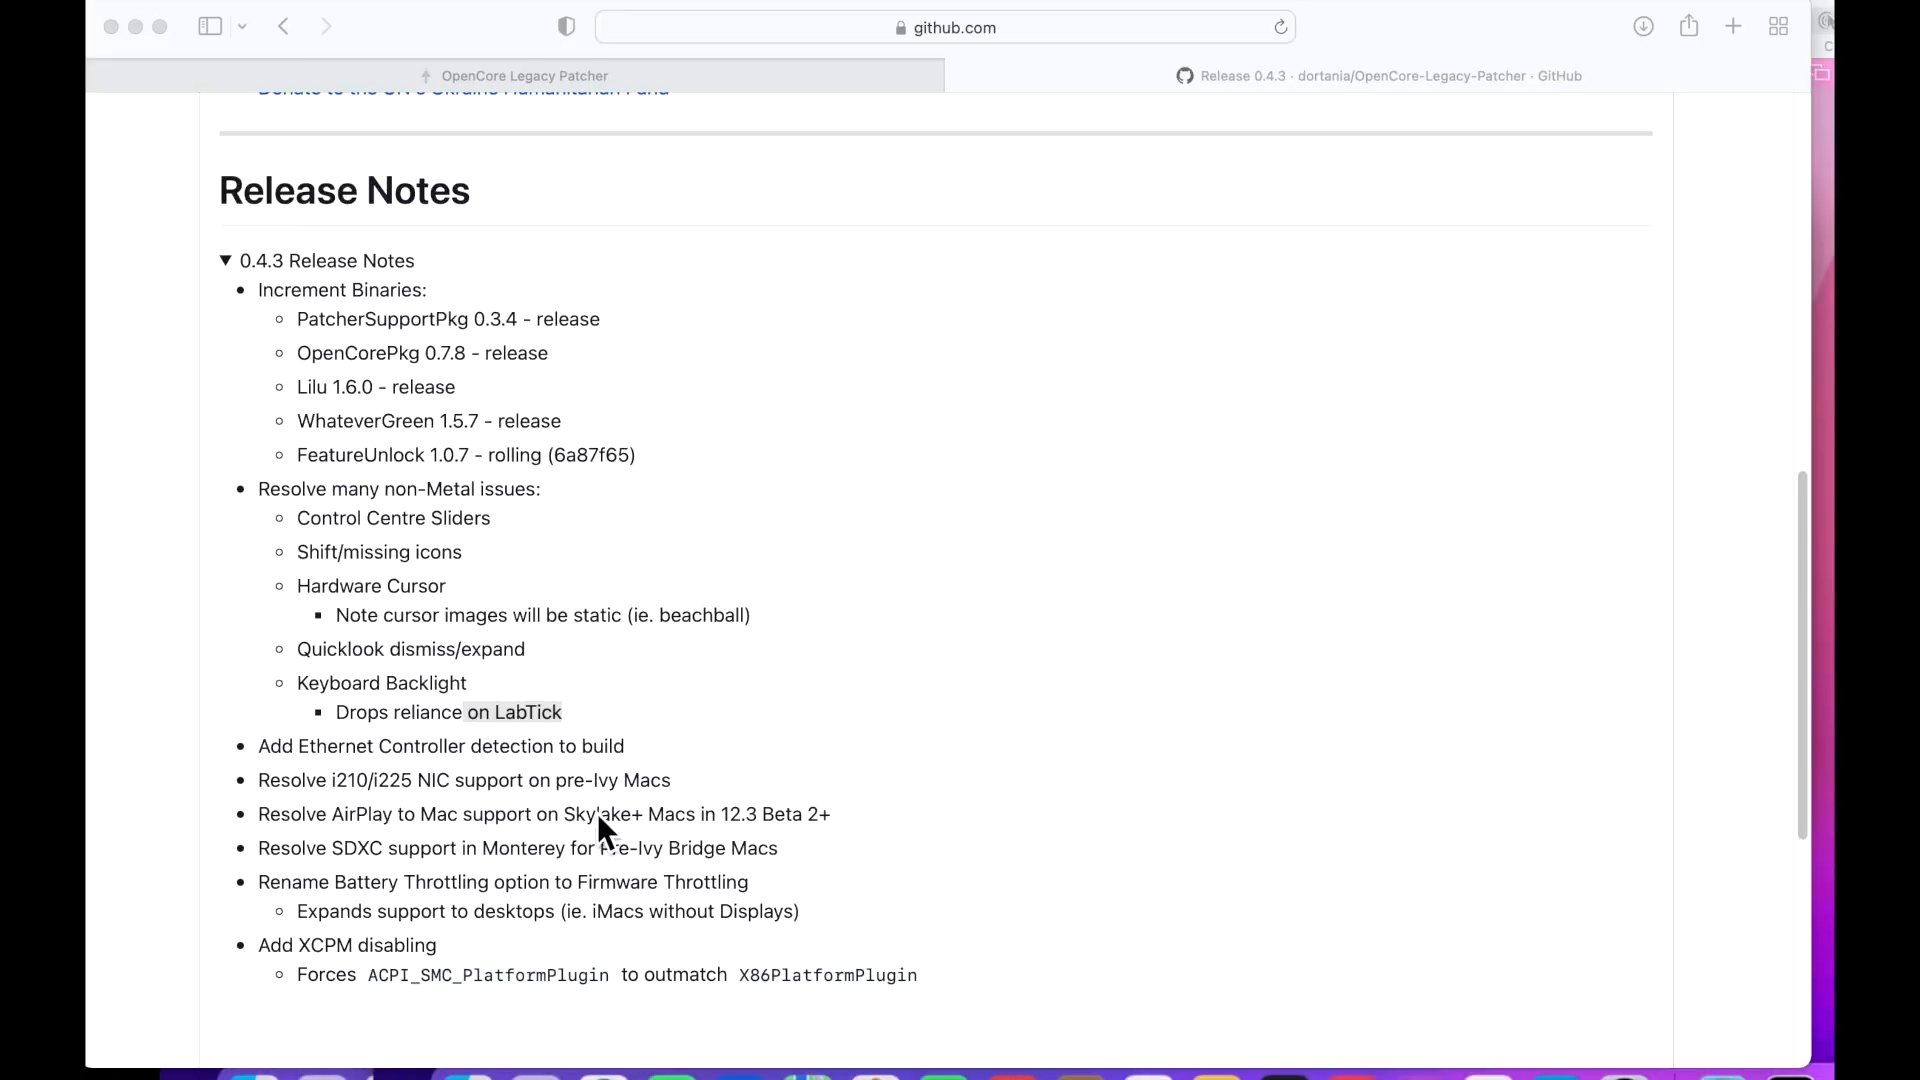 github.com
C
OpenCore Legacy Patcher
Release 0.4.3 · dortania/OpenCore-Legacy-Patcher · GitHub
Donate to the UN's Ukraine Humanitarian Fund
Release Notes
0.4.3 Release Notes
Increment Binaries:
PatcherSupportPkg 0.3.4 - release
OpenCorePkg 0.7.8 - release
Lilu 1.6.0 - release
WhateverGreen 1.5.7 - release
FeatureUnlock 1.0.7 - rolling (6a87f65)
Resolve many non-Metal issues:
Control Centre Sliders
Shift/missing icons
Hardware Cursor
Note cursor images will be static (ie. beachball)
Quicklook dismiss/expand
Keyboard Backlight
Drops reliance on LabTick
Add Ethernet Controller detection to build
Resolve i210/i225 NIC support on pre-Ivy Macs
Resolve AirPlay to Mac support on Skylake+ Macs in 12.3 Beta 2+
Resolve SDXC support in Monterey for Pre-Ivy Bridge Macs
Rename Battery Throttling option to Firmware Throttling
Expands support to desktops (ie. iMacs without Displays)
Add XCPM disabling
Forces ACPI_SMC_PlatformPlugin to outmatch X86PlatformPlugin